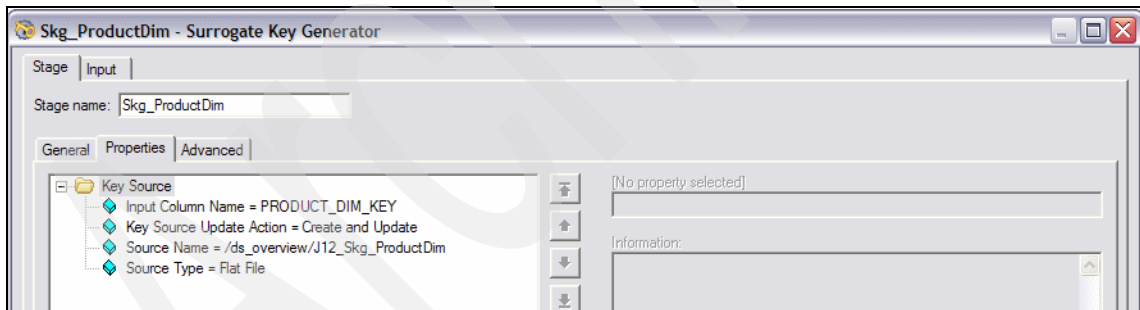 Skg_ProductDim - Surrogate Key Generator
Stage Input
Stage name: Skg_ProductDim
General Properties Advanced
Key Source
[No property selected]
Input Column Name = PRODUCT_DIM_KEY
Key Source Update Action = Create and Update
Information:
Source Name = /ds_overview/J12_Skg_ProductDim
Source Type = Flat File